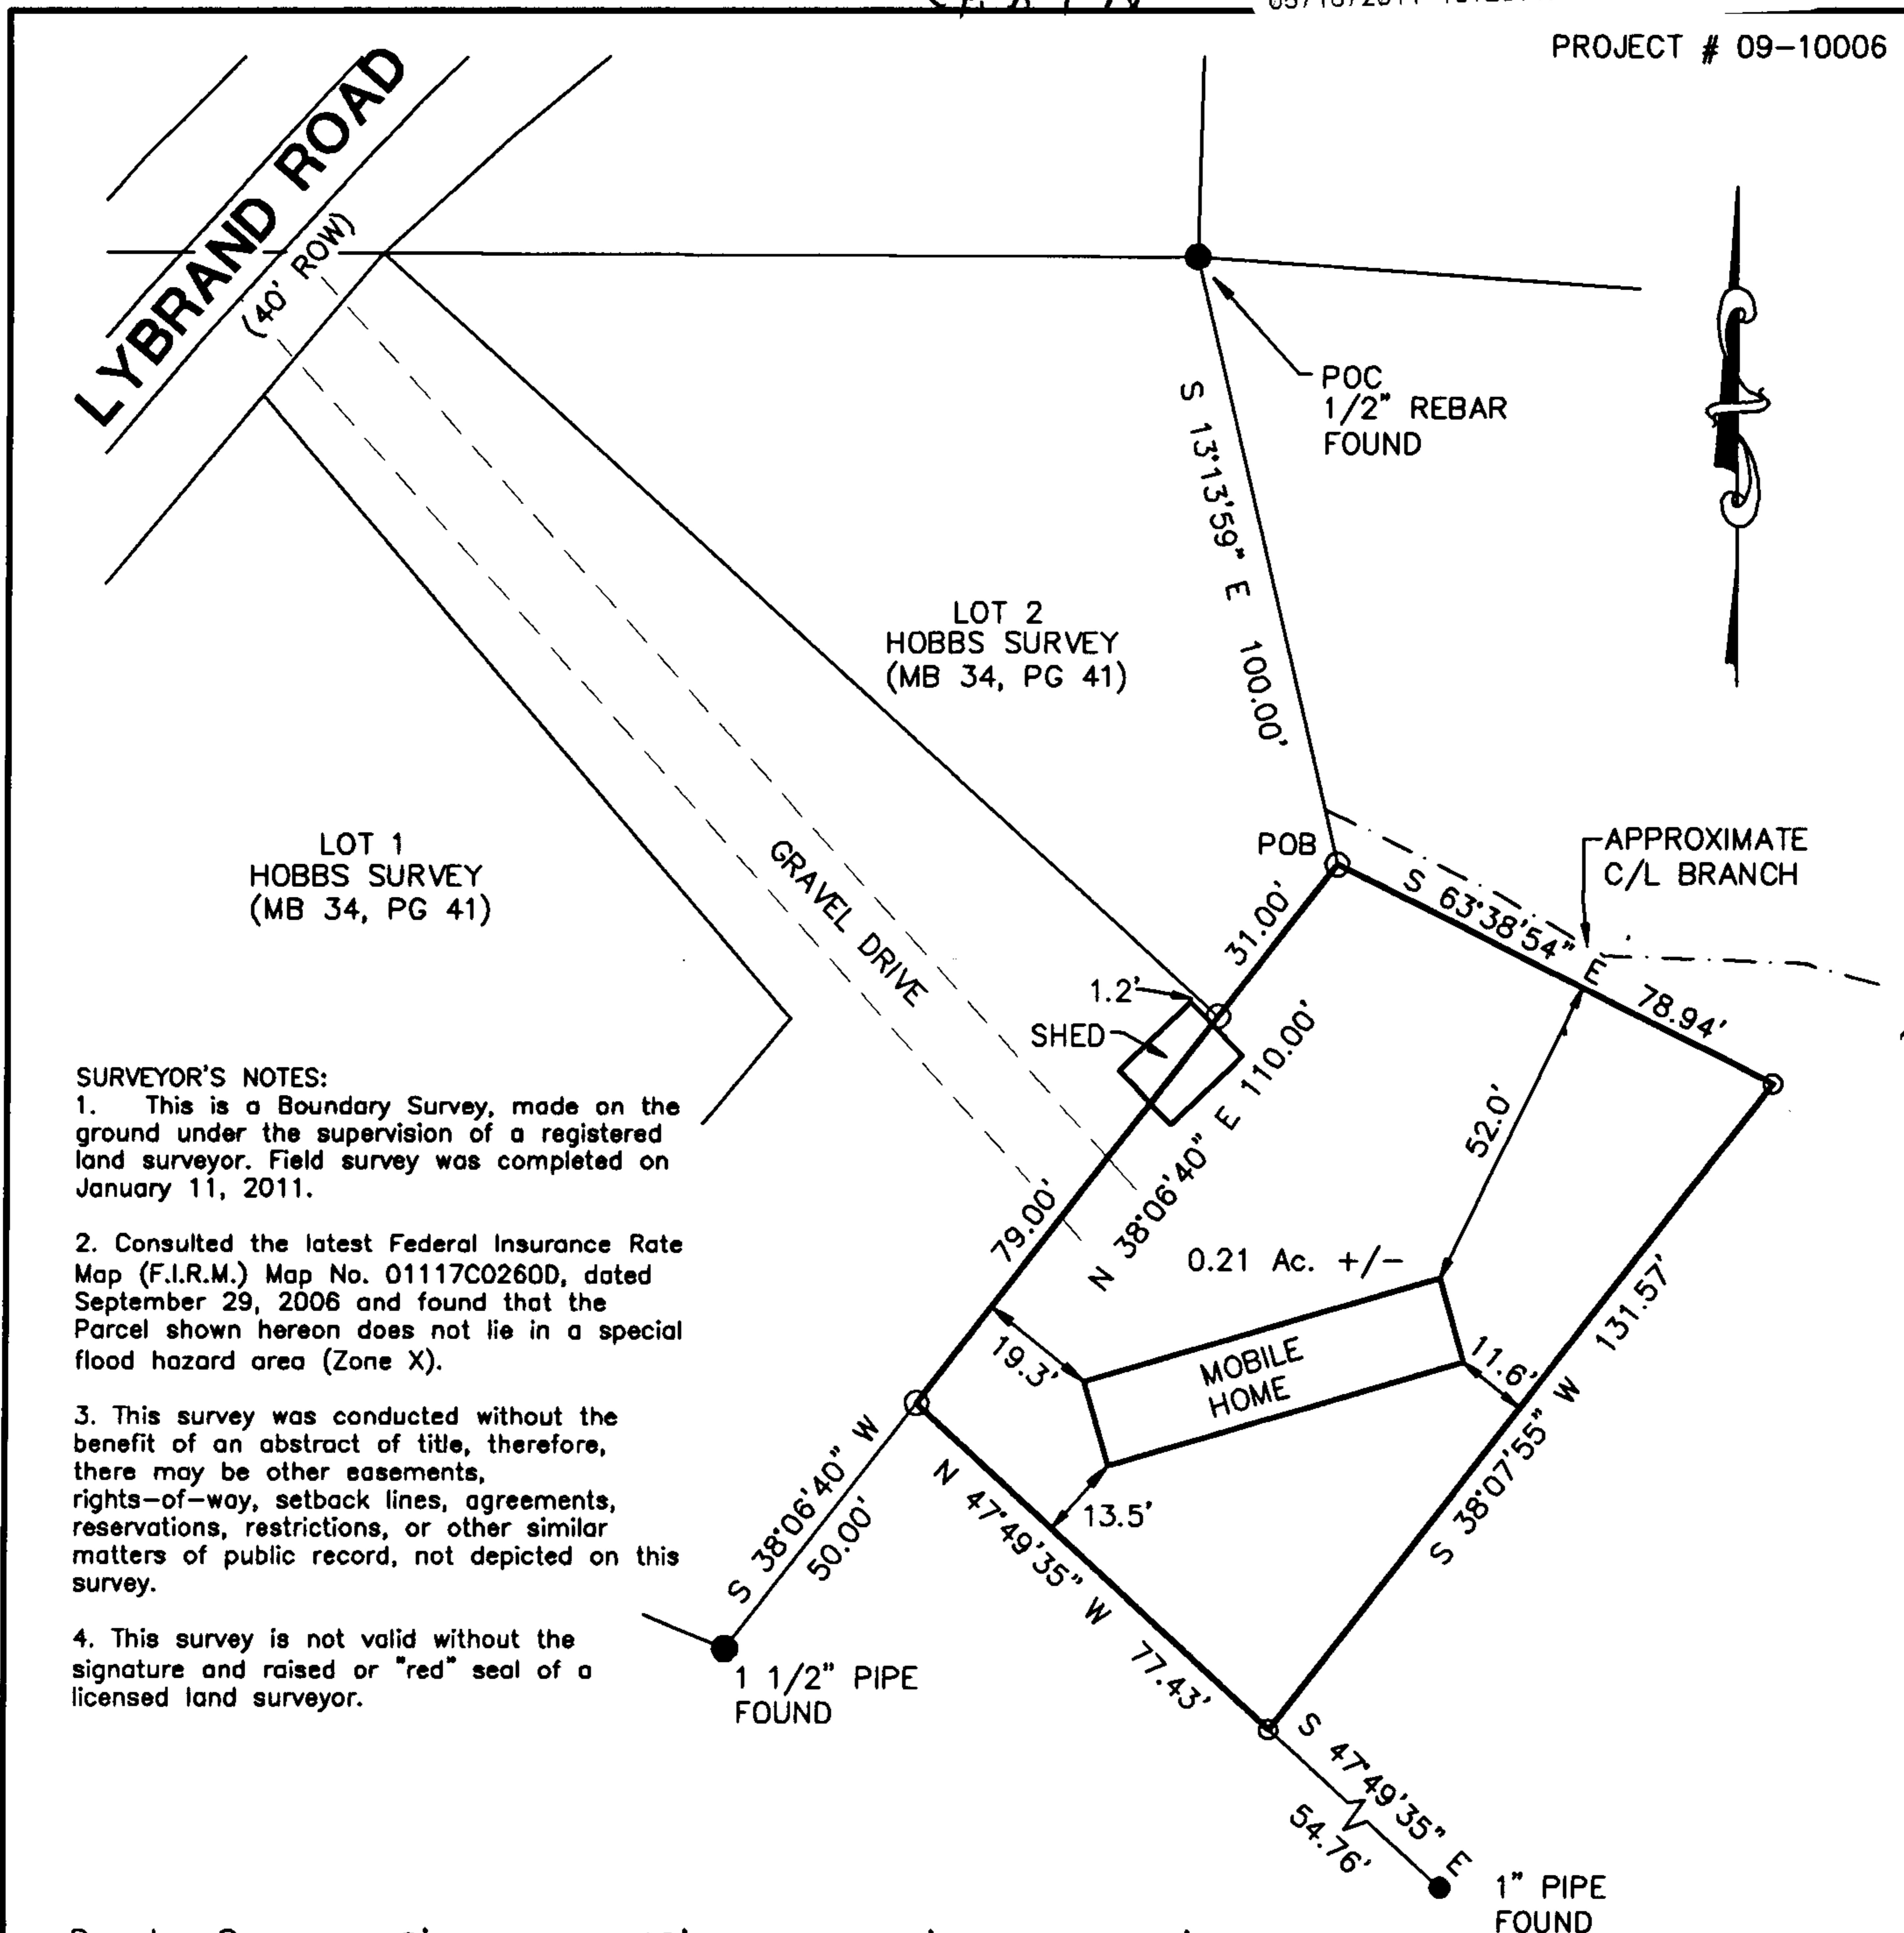 PROJECT # 09-10006
LYBRAND ROAD
(40' ROW)
POC
1/2" REBAR
FOUND
S 13°13'59" E 100.00'
LOT 2
HOBBS SURVEY
(MB 34, PG 41)
LOT 1
HOBBS SURVEY
(MB 34, PG 41)
GRAVEL DRIVE
POB
APPROXIMATE
C/L BRANCH
S 63°38'54" E 78.94'
31.00'
1.2'
SHED
N 38°06'40" E 110.00'
79.00'
52.0'
0.21 Ac. +/-
MOBILE
HOME
19.3'
11.6'
13.5'
S 38°07'55" W 131.57'
S 38°06'40" W
50.00'
N 47°49'35" W 77.43'
1 1/2" PIPE
FOUND
S 47°49'35" E
54.76'
1" PIPE
FOUND
SURVEYOR'S NOTES:
1. This is a Boundary Survey, made on the
ground under the supervision of a registered
land surveyor. Field survey was completed on
January 11, 2011.
2. Consulted the latest Federal Insurance Rate
Map (F.I.R.M.) Map No. 01117C0260D, dated
September 29, 2006 and found that the
Parcel shown hereon does not lie in a special
flood hazard area (Zone X).
3. This survey was conducted without the
benefit of an abstract of title, therefore,
there may be other easements,
rights-of-way, setback lines, agreements,
reservations, restrictions, or other similar
matters of public record, not depicted on this
survey.
4. This survey is not valid without the
signature and raised or "red" seal of a
licensed land surveyor.